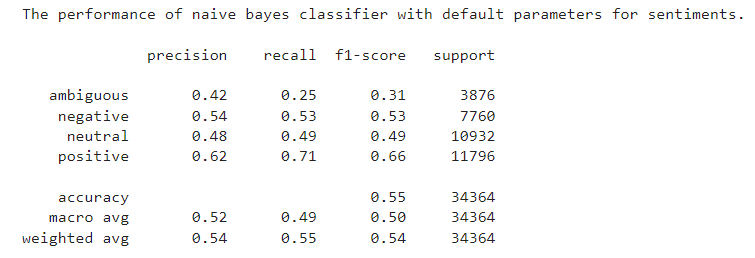 The performance of naive bayes classifier with default parameters for sentiments.
precision recall f1-score support
ambiguous 0.42 0.25 0.31 3876
negative 0.54 0.53 0.53 7760
neutral 0.48 0.49 0.49 10932
positive 0.62 0.71 0.66 11796
accuracy 0.55 34364
macro avg 0.52 0.49 0.50 34364
weighted avg 0.54 0.55 0.54 34364